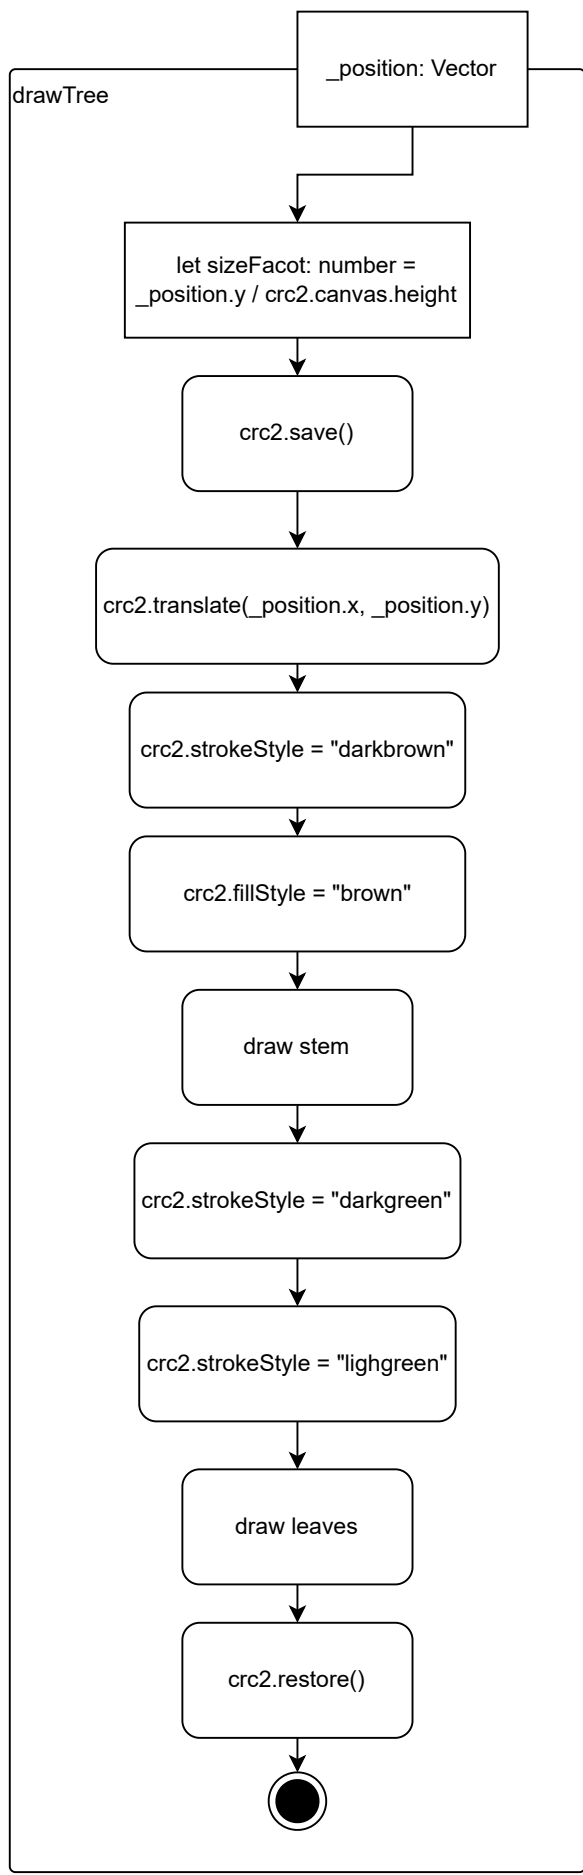 _position: Vector
drawTree
let sizeFacot: number =
_position.y / crc2.canvas.height
crc2.save()
crc2.translate(_position.x, _position.y)
crc2.strokeStyle = "darkbrown"
crc2.fillStyle = "brown"
draw stem
crc2.strokeStyle = "darkgreen"
crc2.strokeStyle = "lighgreen"
draw leaves
crc2.restore()